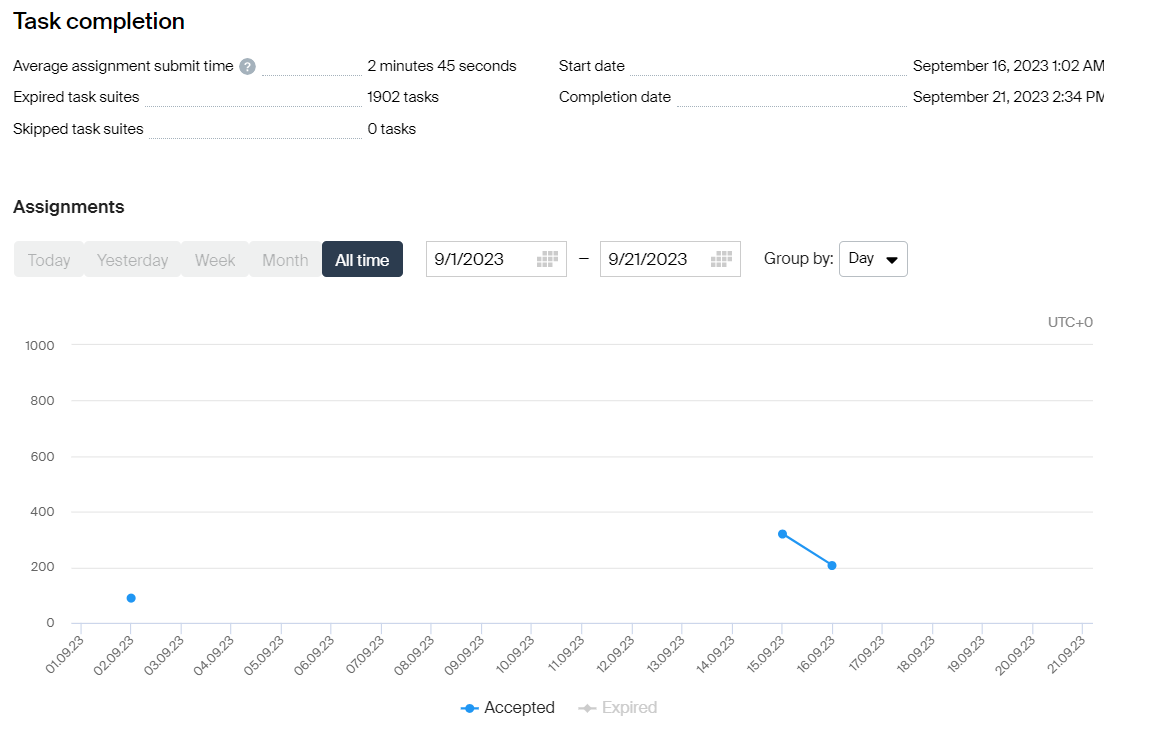 Task completion
Average assignment submit time ? 2 minutes 45 seconds Start date September 16, 2023 1:02 AM
Expired task suites 1902 tasks Completion date September 21, 2023 2:34 PM
Skipped task suites 0 tasks
Assignments
Today Yesterday Week Month All time 9/1/2023 – 9/21/2023 Group by: Day
UTC+0
1000
800
600
400
200
0
01.09.23 02.09.23 03.09.23 04.09.23 05.09.23 06.09.23 07.09.23 08.09.23 09.09.23 10.09.23 11.09.23 12.09.23 13.09.23 14.09.23 15.09.23 16.09.23 17.09.23 18.09.23 19.09.23 20.09.23 21.09.23
Accepted Expired